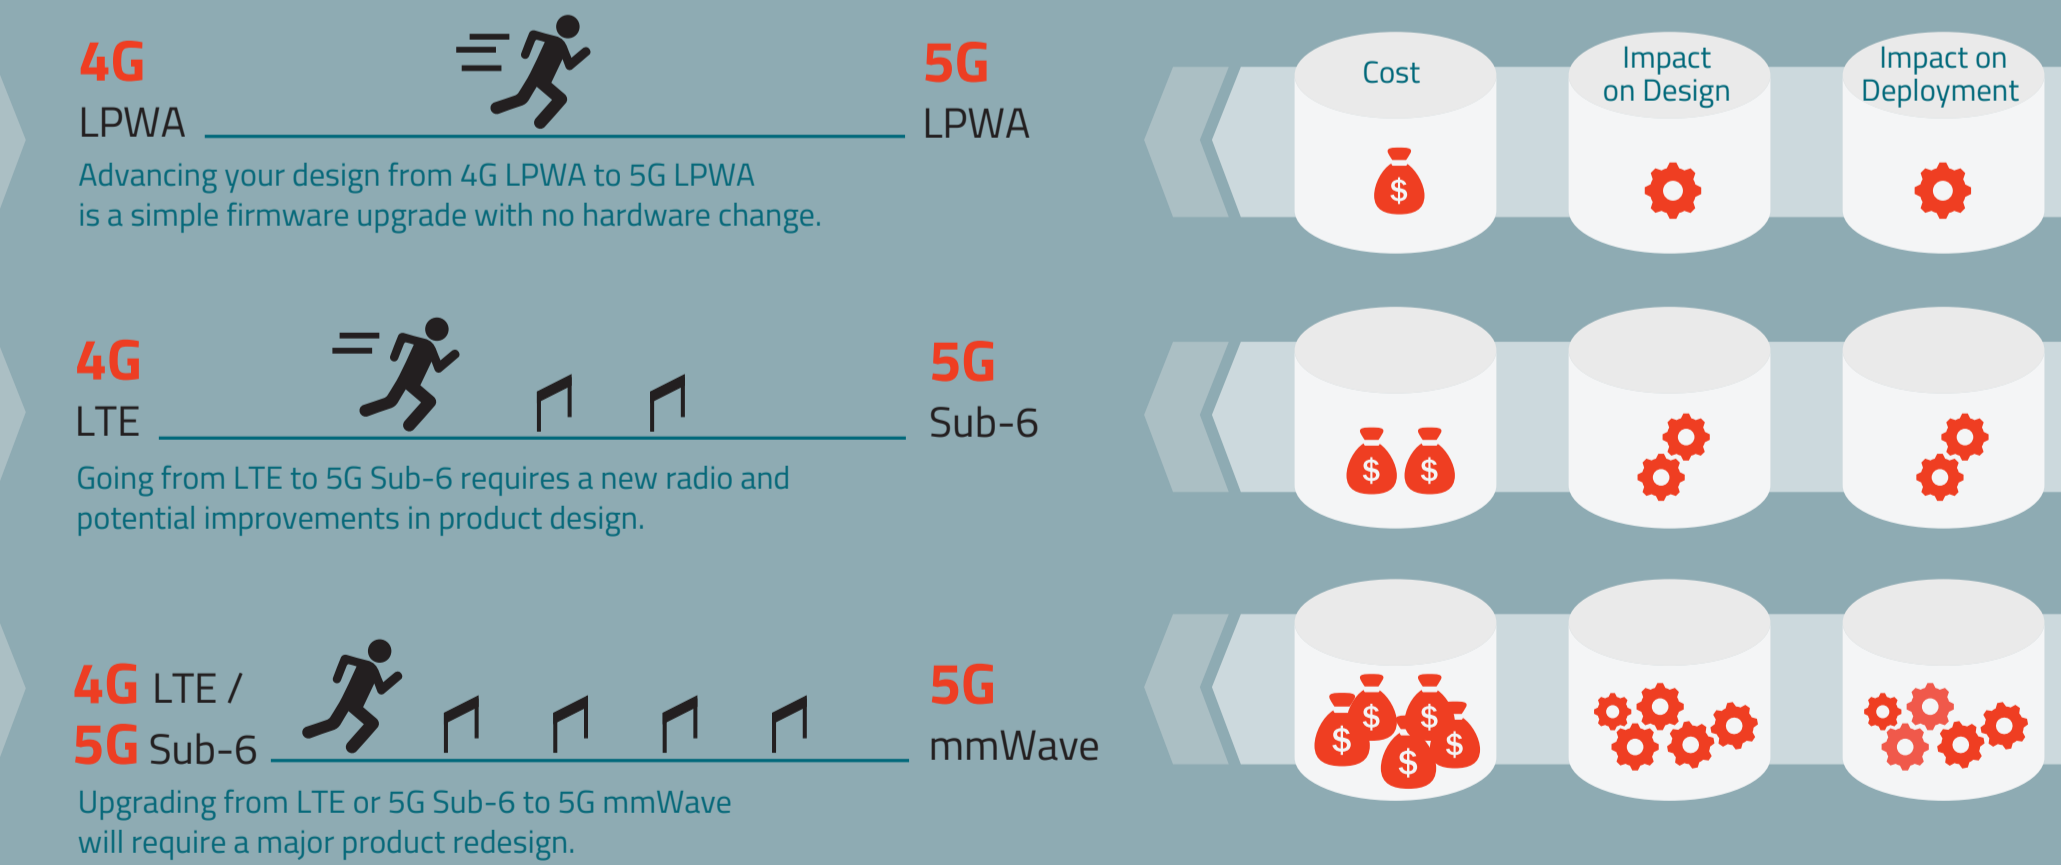 4G
LPWA
5G
LPWA
Advancing your design from 4G LPWA to 5G LPWA
is a simple firmware upgrade with no hardware change.
Cost
Impact
on Design
Impact on
Deployment
$
4G
LTE
5G
Sub-6
Going from LTE to 5G Sub-6 requires a new radio and
potential improvements in product design.
$ $
4G LTE /
5G Sub-6
5G
mmWave
Upgrading from LTE or 5G Sub-6 to 5G mmWave
will require a major product redesign.
$ $ $ $ $